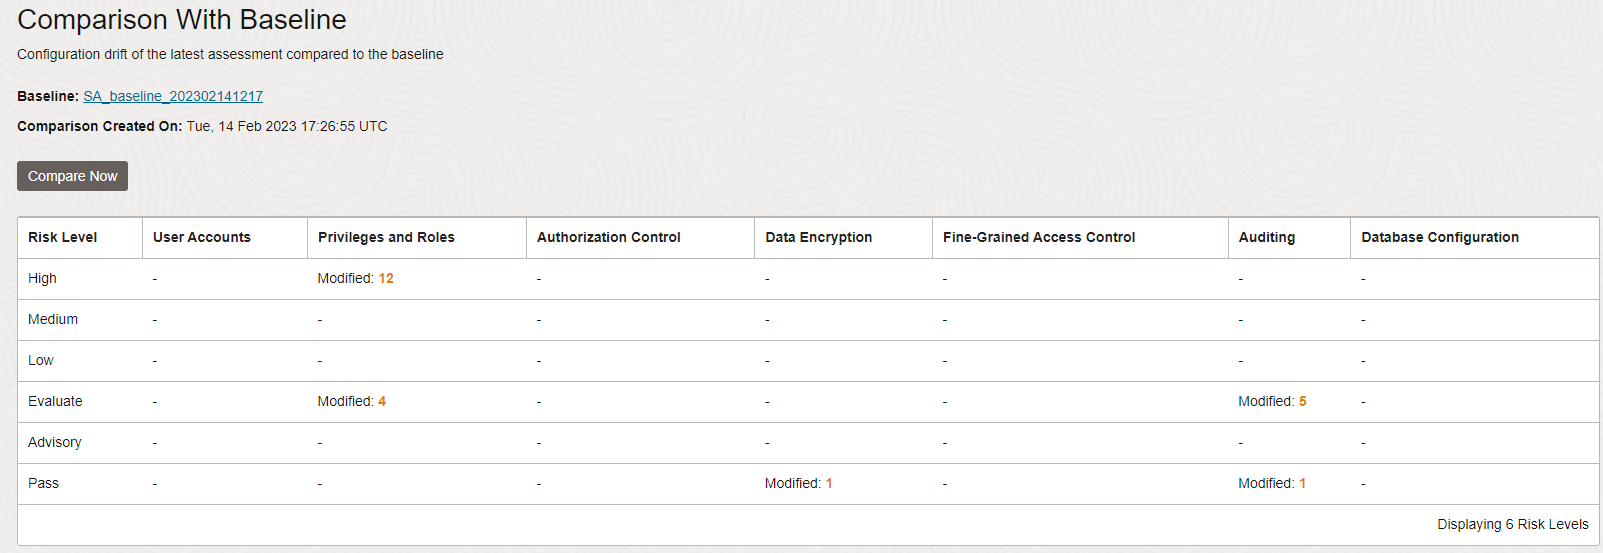 Comparison With Baseline
Configuration drift of the latest assessment compared to the baseline
Baseline: SA_baseline_202302141217
Comparison Created On: Tue, 14 Feb 2023 17:26:55 UTC
Compare Now
Risk Level User Accounts Privileges and Roles Authorization Control Data Encryption Fine-Grained Access Control Auditing Database Configuration
High - Modified: 12 - - - - -
Medium - - - - - - -
Low - - - - - - -
Evaluate - Modified: 4 - - - Modified: 5 -
Advisory - - - - - - -
Pass - - - Modified: 1 - Modified: 1 -
Displaying 6 Risk Levels